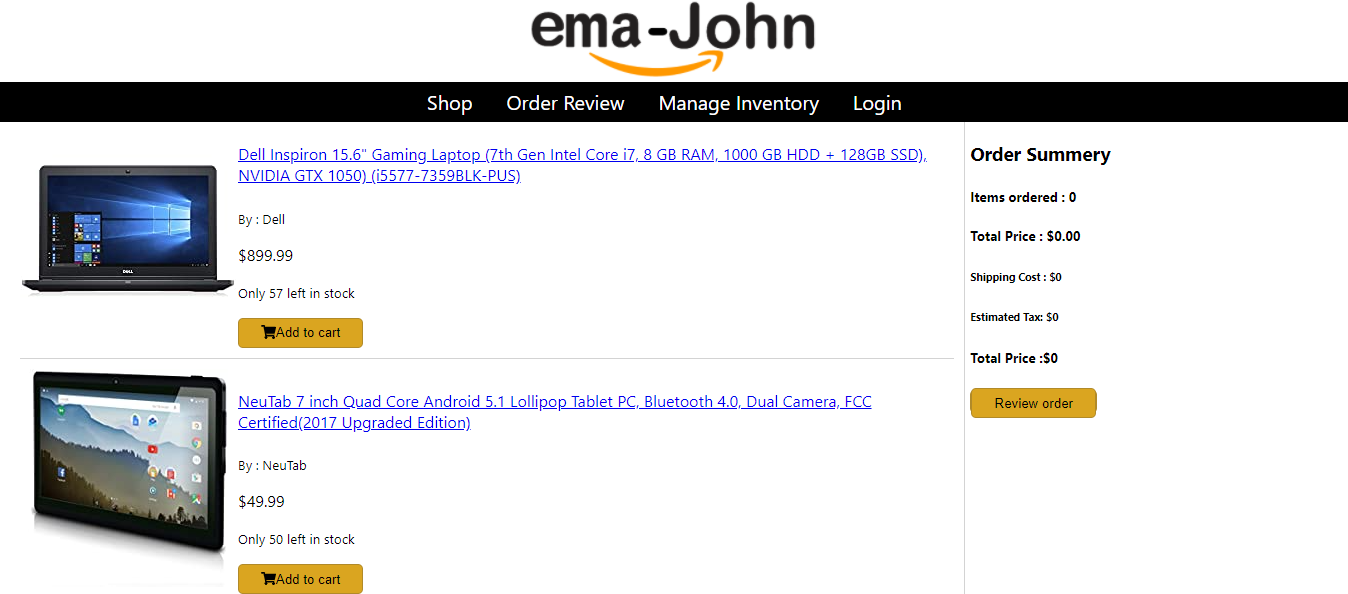 ema-John
Shop Order Review Manage Inventory Login
Dell Inspiron 15.6" Gaming Laptop (7th Gen Intel Core i7, 8 GB RAM, 1000 GB HDD + 128GB SSD),
NVIDIA GTX 1050) (i5577-7359BLK-PUS)
By : Dell
$899.99
Only 57 left in stock
Add to cart
NeuTab 7 inch Quad Core Android 5.1 Lollipop Tablet PC, Bluetooth 4.0, Dual Camera, FCC
Certified(2017 Upgraded Edition)
By : NeuTab
$49.99
Only 50 left in stock
Add to cart
Order Summery
Items ordered : 0
Total Price : $0.00
Shipping Cost : $0
Estimated Tax: $0
Total Price :$0
Review order